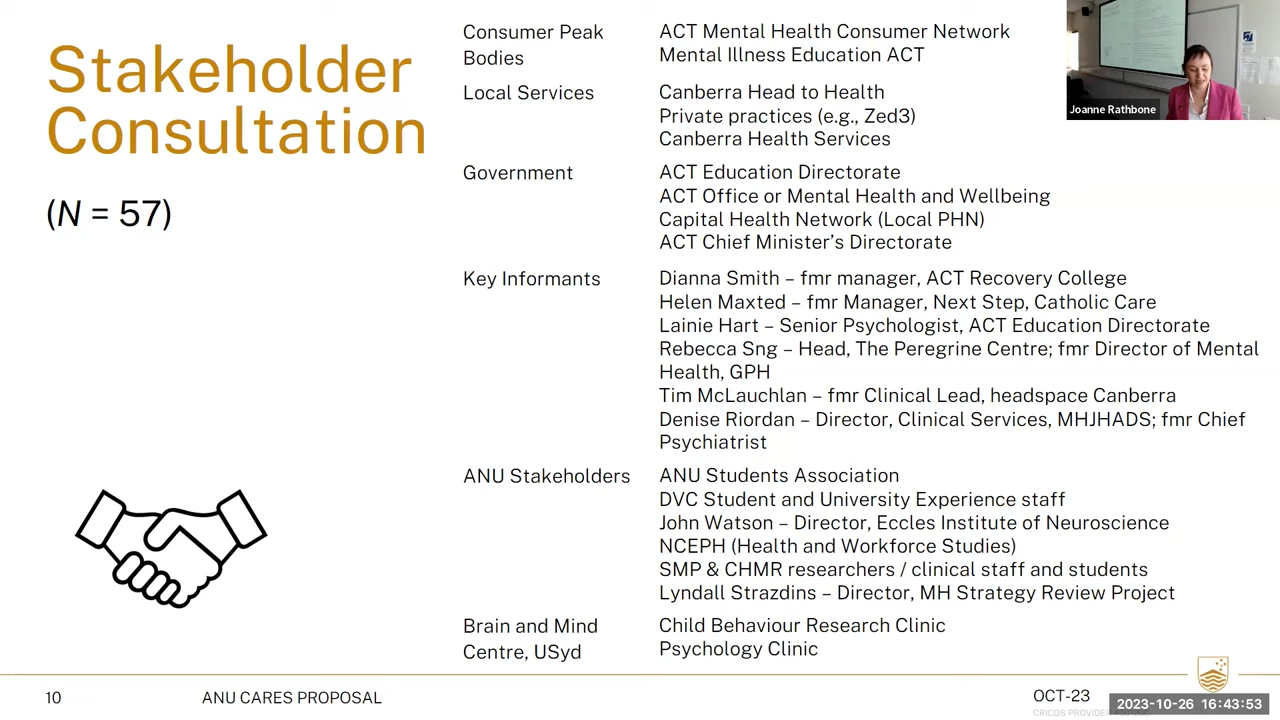 Stakeholder
Consultation
(N = 57)
Consumer Peak
Bodies
ACT Mental Health Consumer Network
Mental Illness Education ACT
Local Services
Canberra Head to Health
Private practices (e.g., Zed3)
Canberra Health Services
Government
ACT Education Directorate
ACT Office or Mental Health and Wellbeing
Capital Health Network (Local PHN)
ACT Chief Minister's Directorate
Key Informants
Dianna Smith – fmr manager, ACT Recovery College
Helen Maxted – fmr Manager, Next Step, Catholic Care
Lainie Hart – Senior Psychologist, ACT Education Directorate
Rebecca Sng – Head, The Peregrine Centre; fmr Director of Mental
Health, GPH
Tim McLauchlan – fmr Clinical Lead, headspace Canberra
Denise Riordan – Director, Clinical Services, MHJHADS; fmr Chief
Psychiatrist
ANU Stakeholders
ANU Students Association
DVC Student and University Experience staff
John Watson – Director, Eccles Institute of Neuroscience
NCEPH (Health and Workforce Studies)
SMP & CHMR researchers / clinical staff and students
Lyndall Strazdins – Director, MH Strategy Review Project
Brain and Mind
Centre, USyd
Child Behaviour Research Clinic
Psychology Clinic
Joanne Rathbone
10
ANU CARES PROPOSAL
OCT-23
CRICOS PROVIDER
2023-10-26 16:43:53